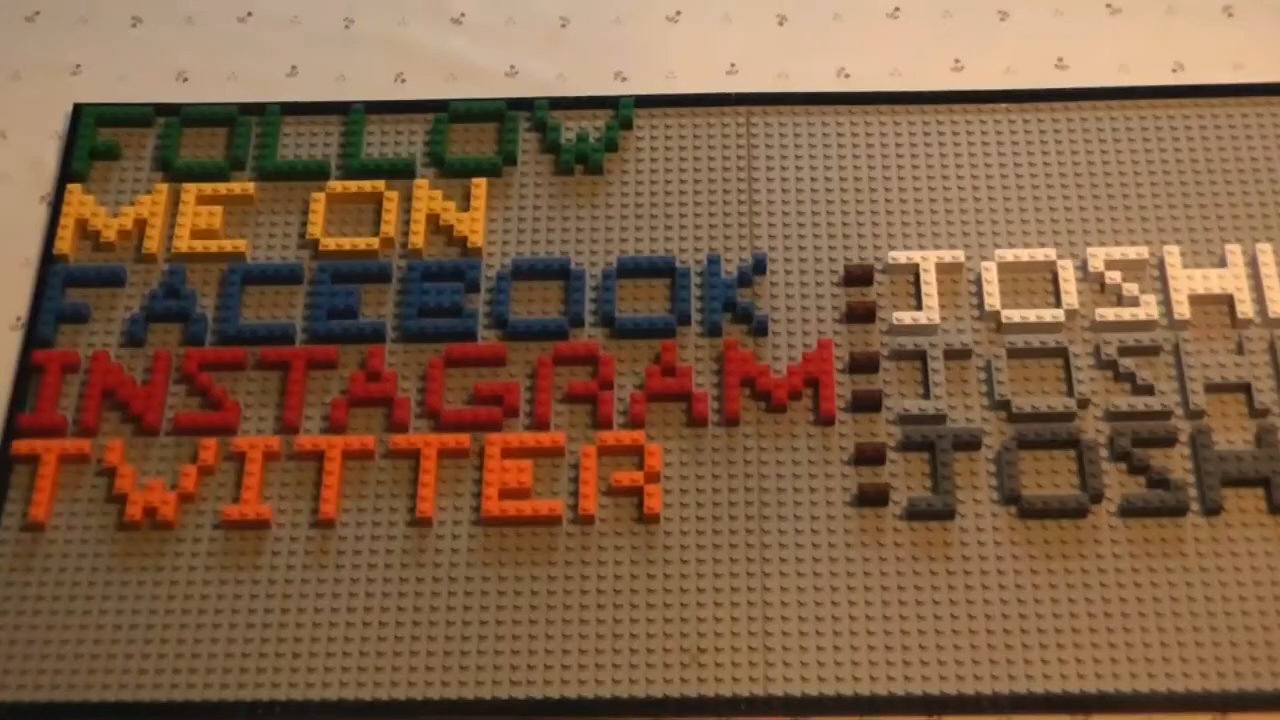 FOLLOW
ME ON
FACEBOOK : JOSH
INSTAGRAM : JOSH
TWITTER : JOSH